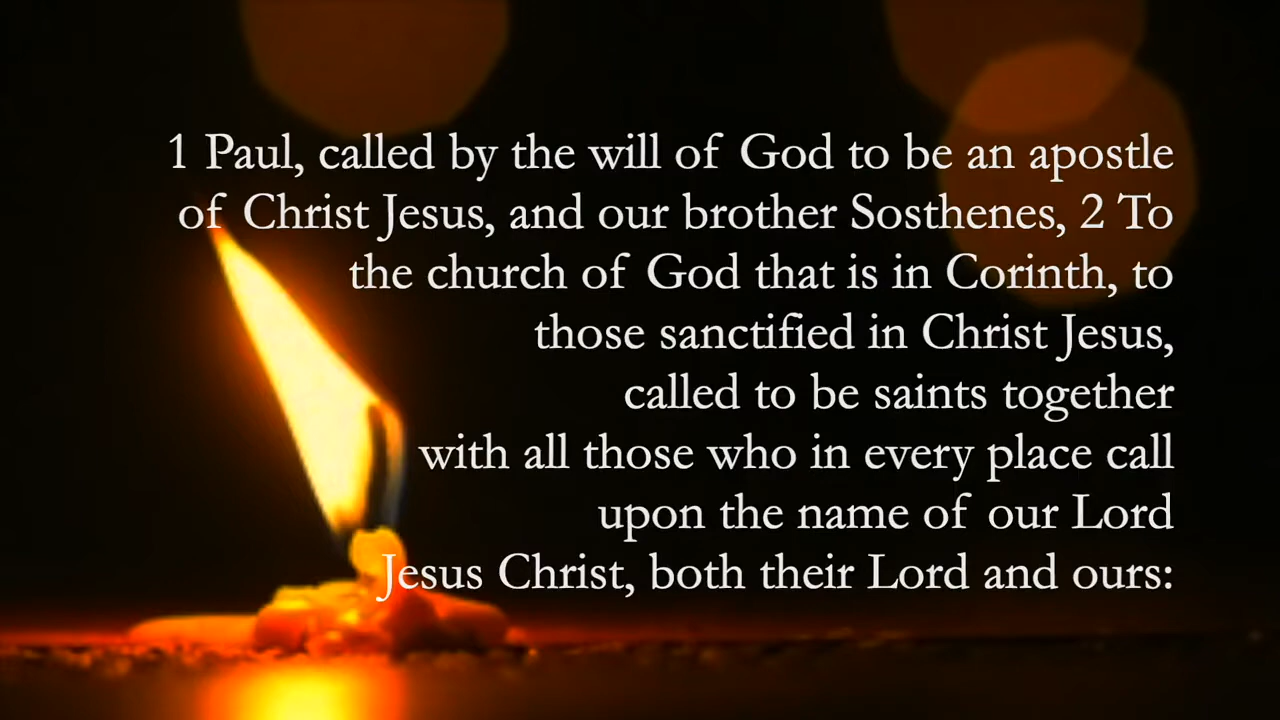 1 Paul, called by the will of God to be an apostle
of Christ Jesus, and our brother Sosthenes, 2 To
the church of God that is in Corinth, to
those sanctified in Christ Jesus,
called to be saints together
with all those who in every place call
upon the name of our Lord
Jesus Christ, both their Lord and ours: